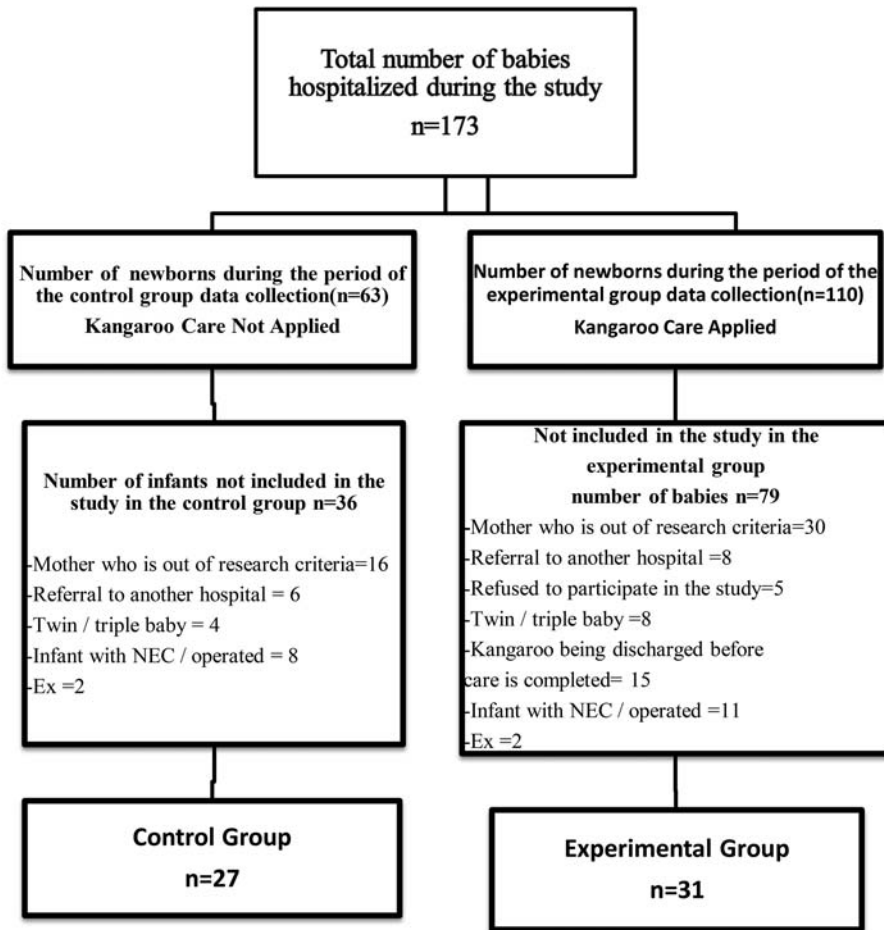 Total number of babies
hospitalized during the study
n=173
Number of newborns during the period of
the control group data collection(n=63)
Kangaroo Care Not Applied
Number of newborns during the period of the
experimental group data collection(n=110)
Kangaroo Care Applied
Number of infants not included in the
study in the control group n=36
-Mother who is out of research criteria=16
-Referral to another hospital = 6
-Twin / triple baby = 4
-Infant with NEC / operated = 8
-Ex =2
Not included in the study in the
experimental group
number of babies n=79
-Mother who is out of research criteria=30
-Referral to another hospital =8
-Refused to participate in the study=5
-Twin / triple baby =8
-Kangaroo being discharged before
care is completed= 15
-Infant with NEC / operated =11
-Ex =2
Control Group
n=27
Experimental Group
n=31